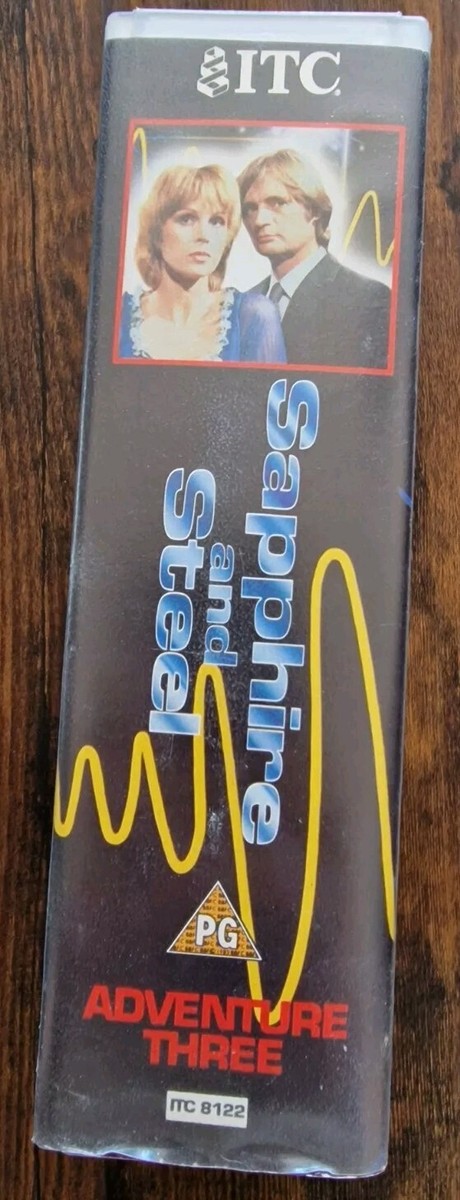 ITC
Sapphire
and
Steel
PG
ADVENTURE
THREE
ITC 8122